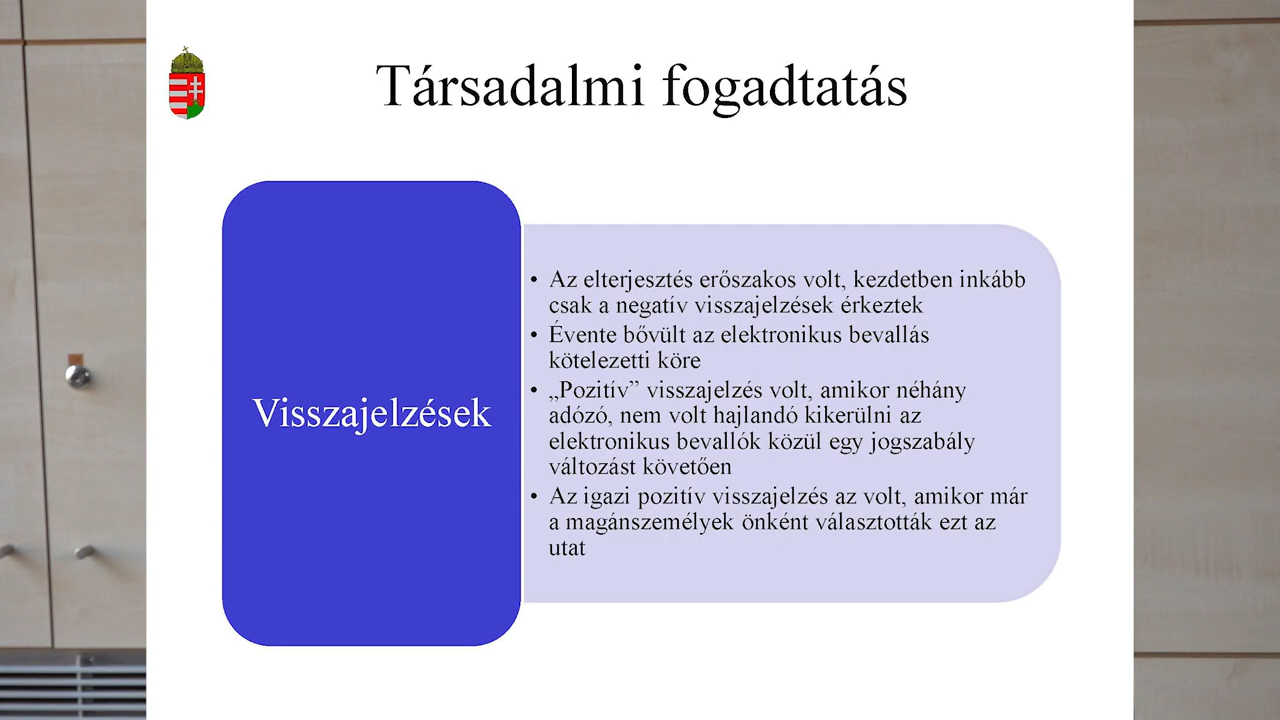 Társadalmi fogadtatás
Visszajelzések
• Az elterjesztés erőszakos volt, kezdetben inkább
csak a negatív visszajelzések érkeztek
• Évente bővült az elektronikus bevallás
kötelezetti köre
• „Pozitív” visszajelzés volt, amikor néhány
adózó, nem volt hajlandó kikerülni az
elektronikus bevallók közül egy jogszabály
változást követően
• Az igazi pozitív visszajelzés az volt, amikor már
a magánszemélyek önként választották ezt az
utat